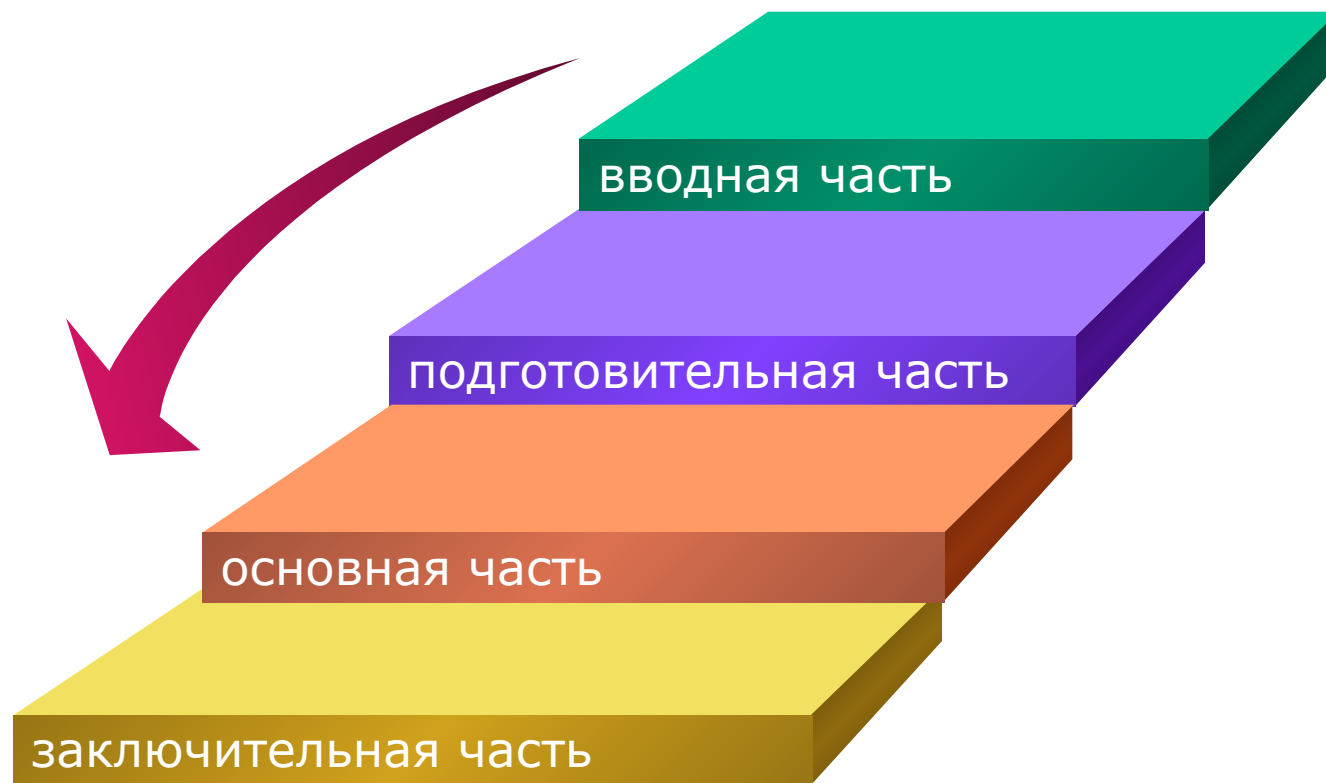 вводная часть
подготовительная часть
основная часть
заключительная часть